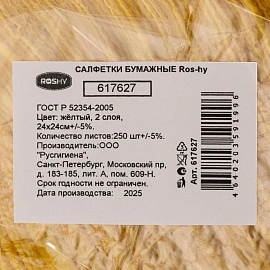 ROSHY
САЛФЕТКИ БУМАЖНЫЕ Ros-hy
617627
ГОСТ Р 52354-2005
Цвет: жёлтый, 2 слоя,
24х24см+/-5%.
Количество листов:250 шт+/-5%.
Производитель:ООО
"Русгигиена",
Санкт-Петербург, Московский пр,
д. 183-185, лит. А, пом. 609-Н.
Срок годности не ограничен.
Дата производства: 2025
Арт. 617627
4640203591996